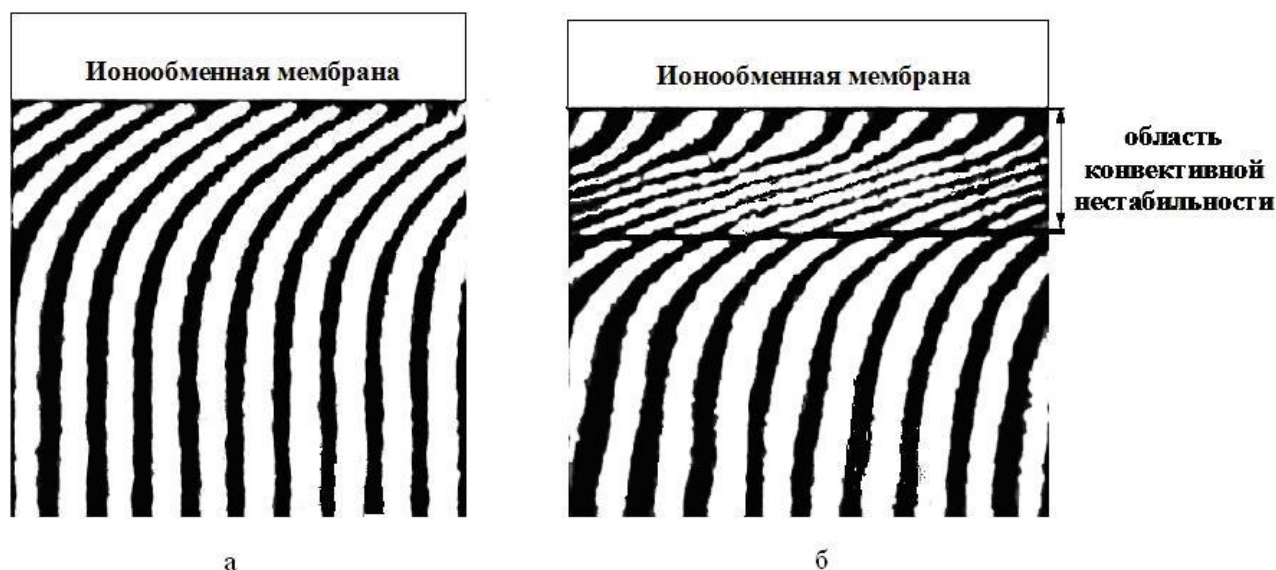 Ионообменная мембрана
Ионообменная мембрана
область
конвективной
нестабильности
а
б